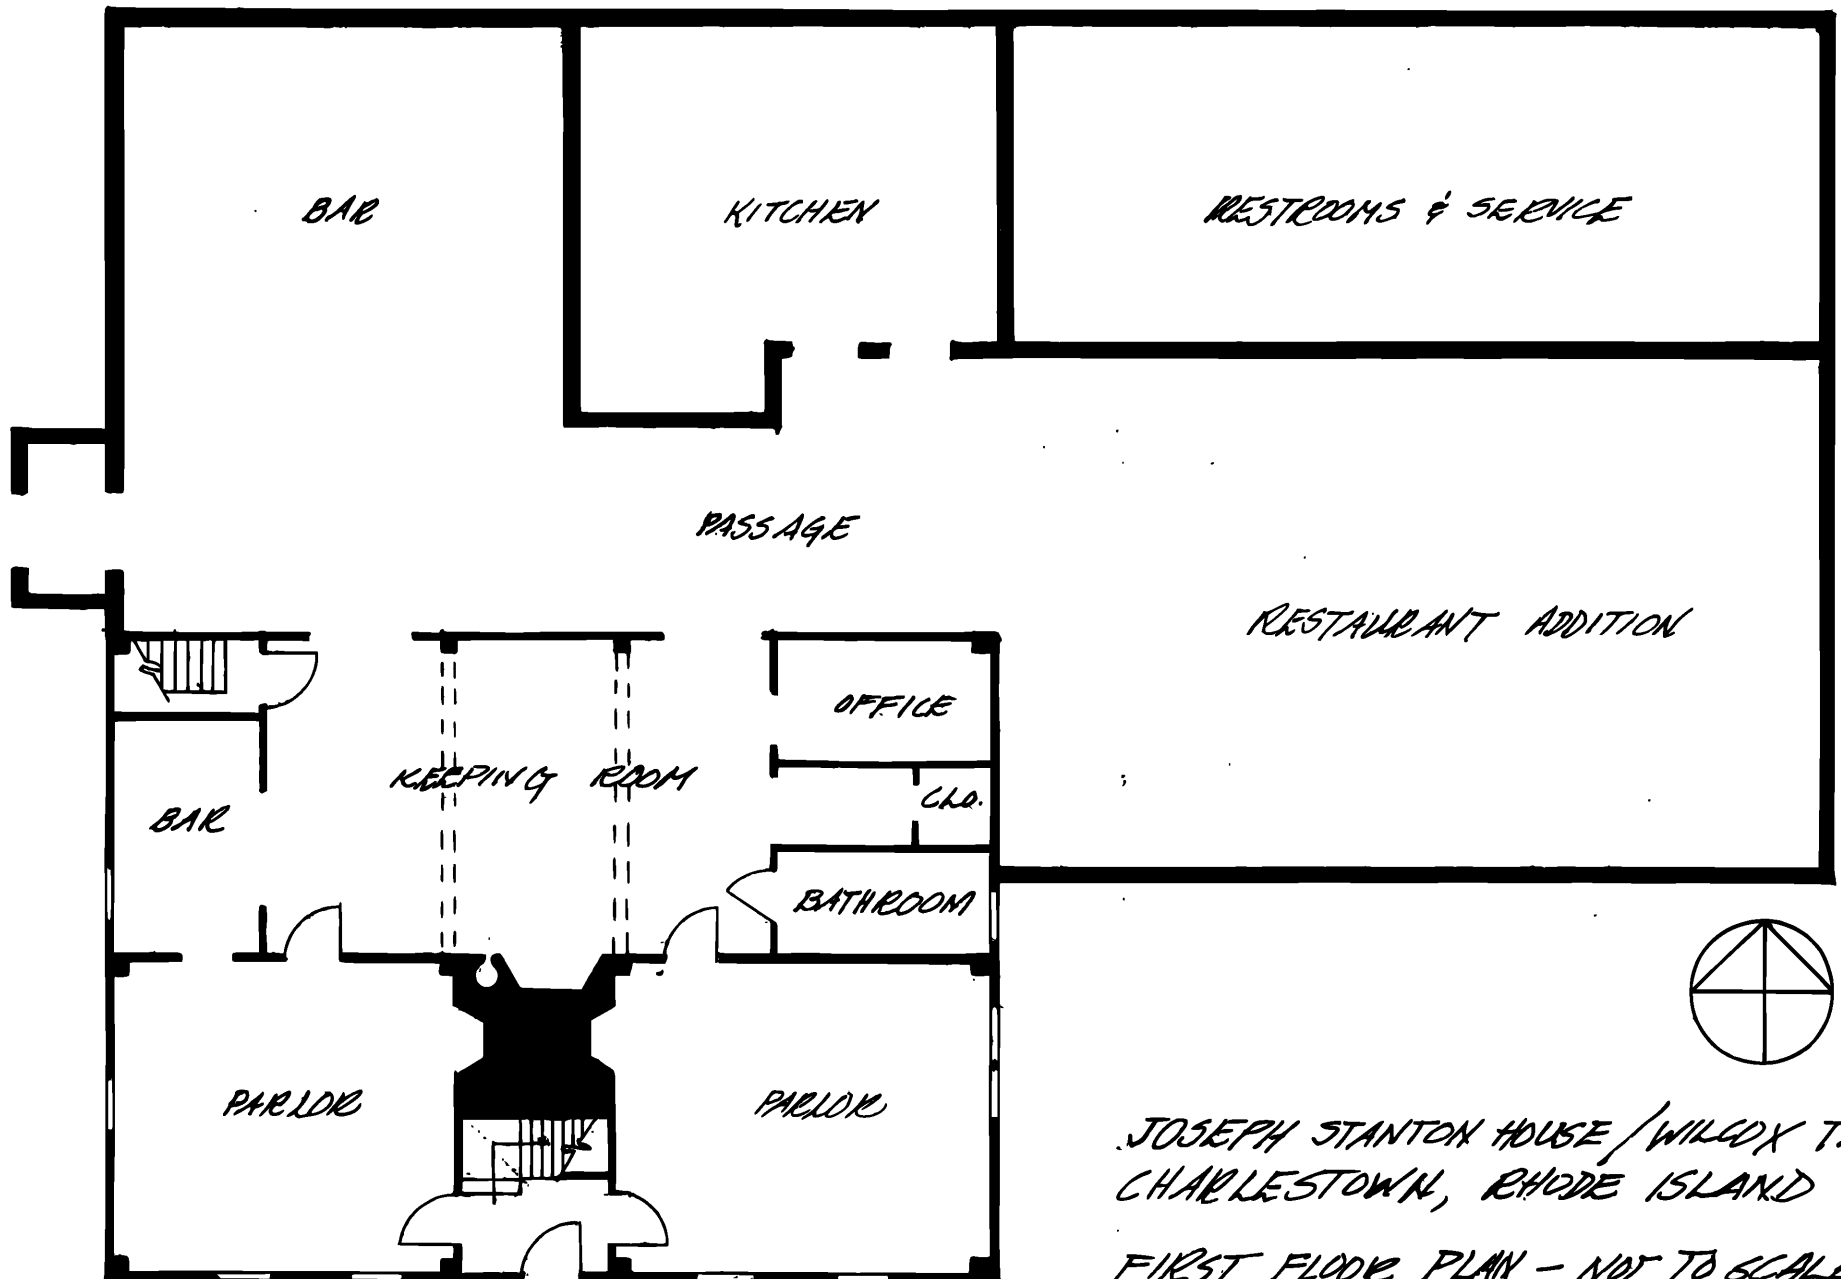 BAR
KITCHEN
RESTROOMS & SERVICE
PASSAGE
RESTAURANT ADDITION
OFFICE
KEEPING ROOM
CLO.
BAR
BATHROOM
PARLOR
PARLOR
JOSEPH STANTON HOUSE/WILCOX T
CHARLESTOWN, RHODE ISLAND
FIRST FLOOR PLAN - NOT TO SCALE